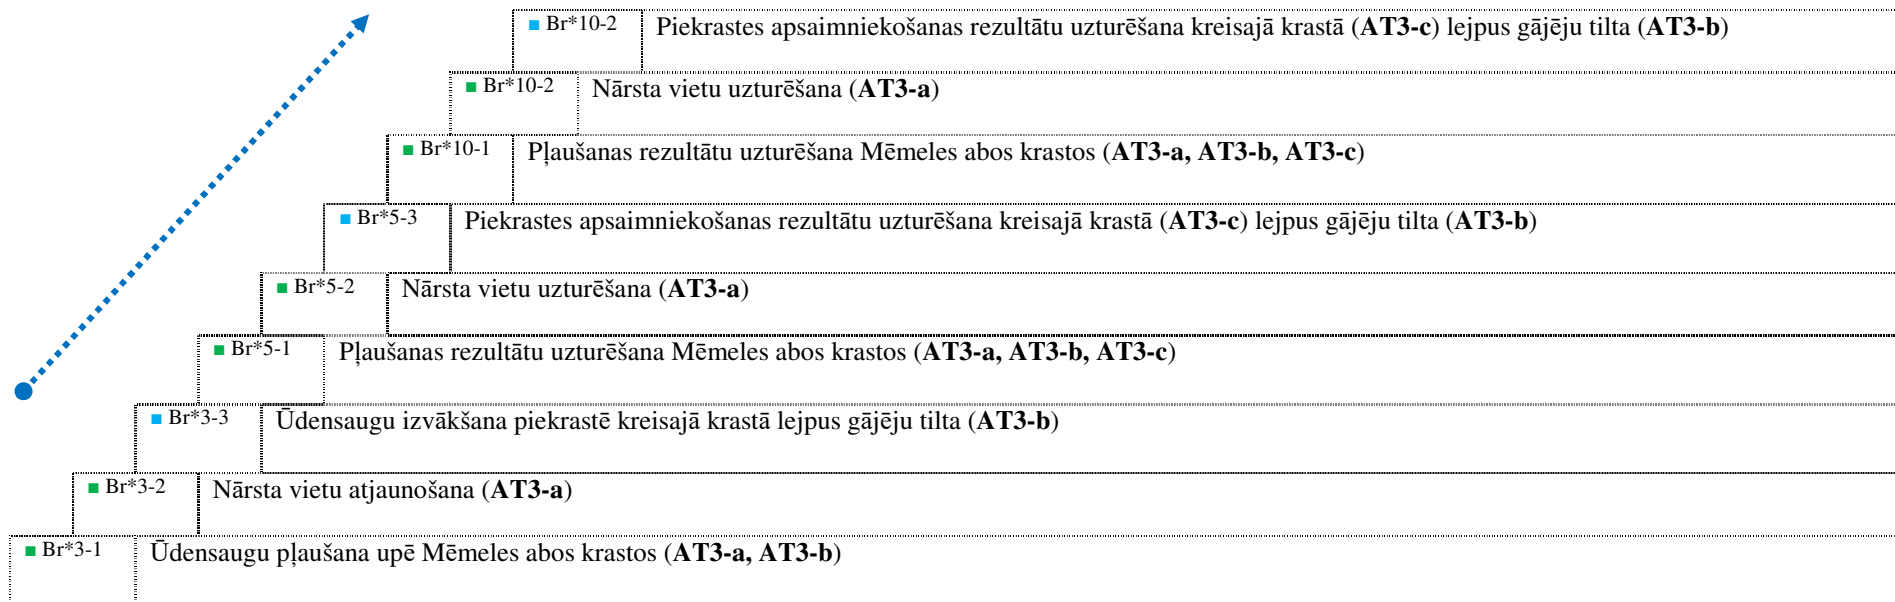 Br*10-2 Piekrastes apsaimniekošanas rezultātu uzturēšana kreisajā krastā (AT3-c) lejpus gājēju tilta (AT3-b)
Br*10-2 Nārsta vietu uzturēšana (AT3-a)
Br*10-1 Pļaušanas rezultātu uzturēšana Mēmeles abos krastos (AT3-a, AT3-b, AT3-c)
Br*5-3 Piekrastes apsaimniekošanas rezultātu uzturēšana kreisajā krastā (AT3-c) lejpus gājēju tilta (AT3-b)
Br*5-2 Nārsta vietu uzturēšana (AT3-a)
Br*5-1 Pļaušanas rezultātu uzturēšana Mēmeles abos krastos (AT3-a, AT3-b, AT3-c)
Br*3-3 Ūdensaugu izvākšana piekrastē kreisajā krastā lejpus gājēju tilta (AT3-b)
Br*3-2 Nārsta vietu atjaunošana (AT3-a)
Br*3-1 Ūdensaugu pļaušana upē Mēmeles abos krastos (AT3-a, AT3-b)